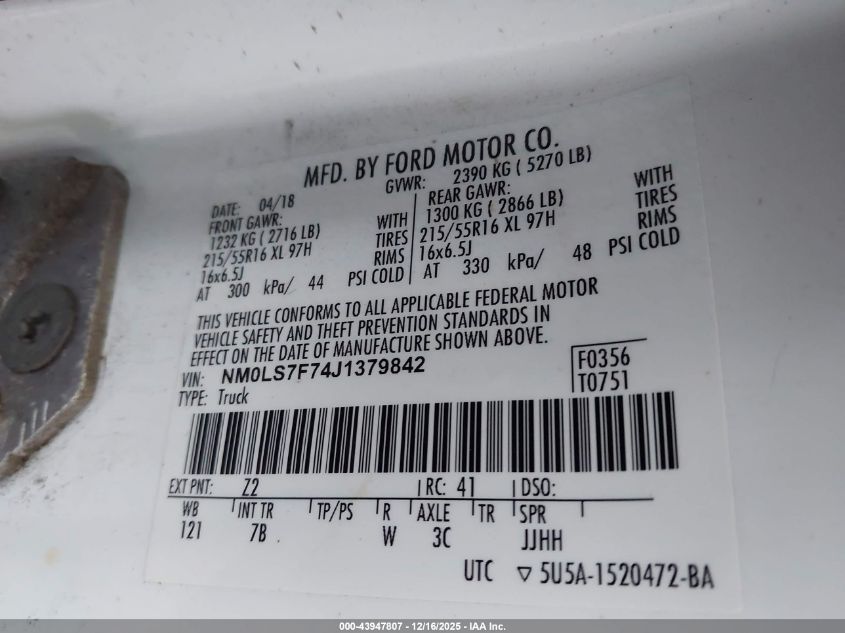 MFD. BY FORD MOTOR CO.
DATE: 04/18 GVWR: 2390 KG ( 5270 LB)
FRONT GAWR: REAR GAWR: WITH
1232 KG ( 2716 LB) WITH 1300 KG ( 2866 LB) TIRES
215/55R16 XL 97H TIRES 215/55R16 XL 97H RIMS
16x6.5J RIMS 16x6.5J
AT 300 kPa/ 44 PSI COLD AT 330 kPa/ 48 PSI COLD
THIS VEHICLE CONFORMS TO ALL APPLICABLE FEDERAL MOTOR
VEHICLE SAFETY AND THEFT PREVENTION STANDARDS IN
EFFECT ON THE DATE OF MANUFACTURE SHOWN ABOVE.
VIN: NM0LS7F74J1379842 F0356
TYPE: Truck T0751
EXT PNT: Z2 RC: 41 DSO:
WB INT TR TP/PS R AXLE TR SPR
121 7B W 3C JJHH
UTC ▽ 5U5A-1520472-BA
000-43947807 - 12/16/2025 - IAA Inc.